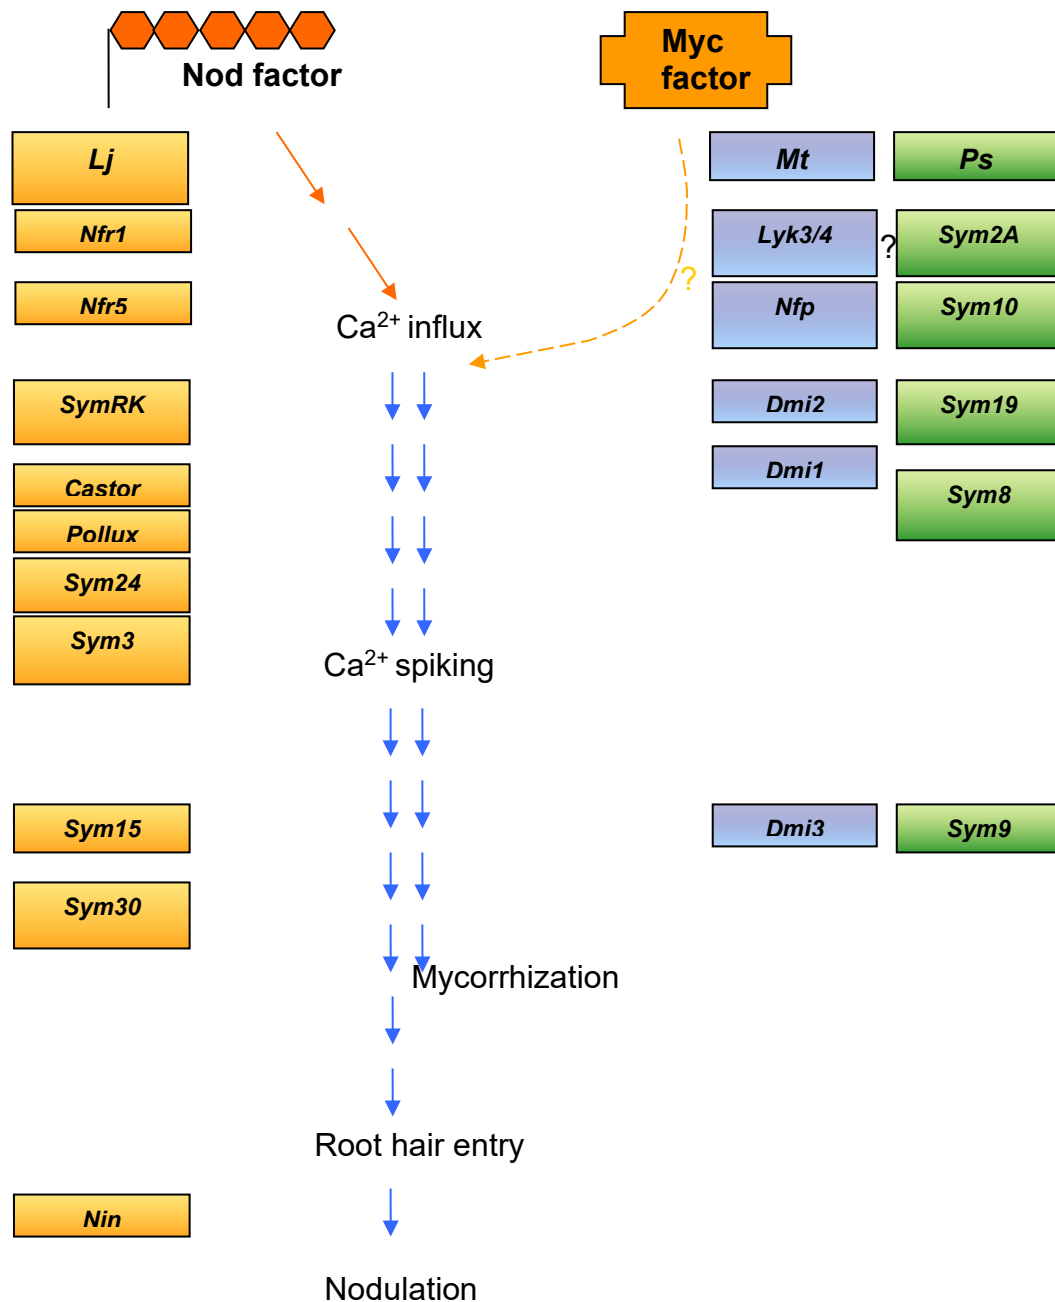 Nod factor
Myc
factor
Lj
Mt
Ps
Nfr1
Lyk3/4
?
Sym2A
?
Nfr5
Nfp
Sym10
Ca²⁺ influx
SymRK
Dmi2
Sym19
Castor
Dmi1
Sym8
Pollux
Sym24
Sym3
Ca²⁺ spiking
Sym15
Dmi3
Sym9
Sym30
Mycorrhization
Root hair entry
Nin
Nodulation